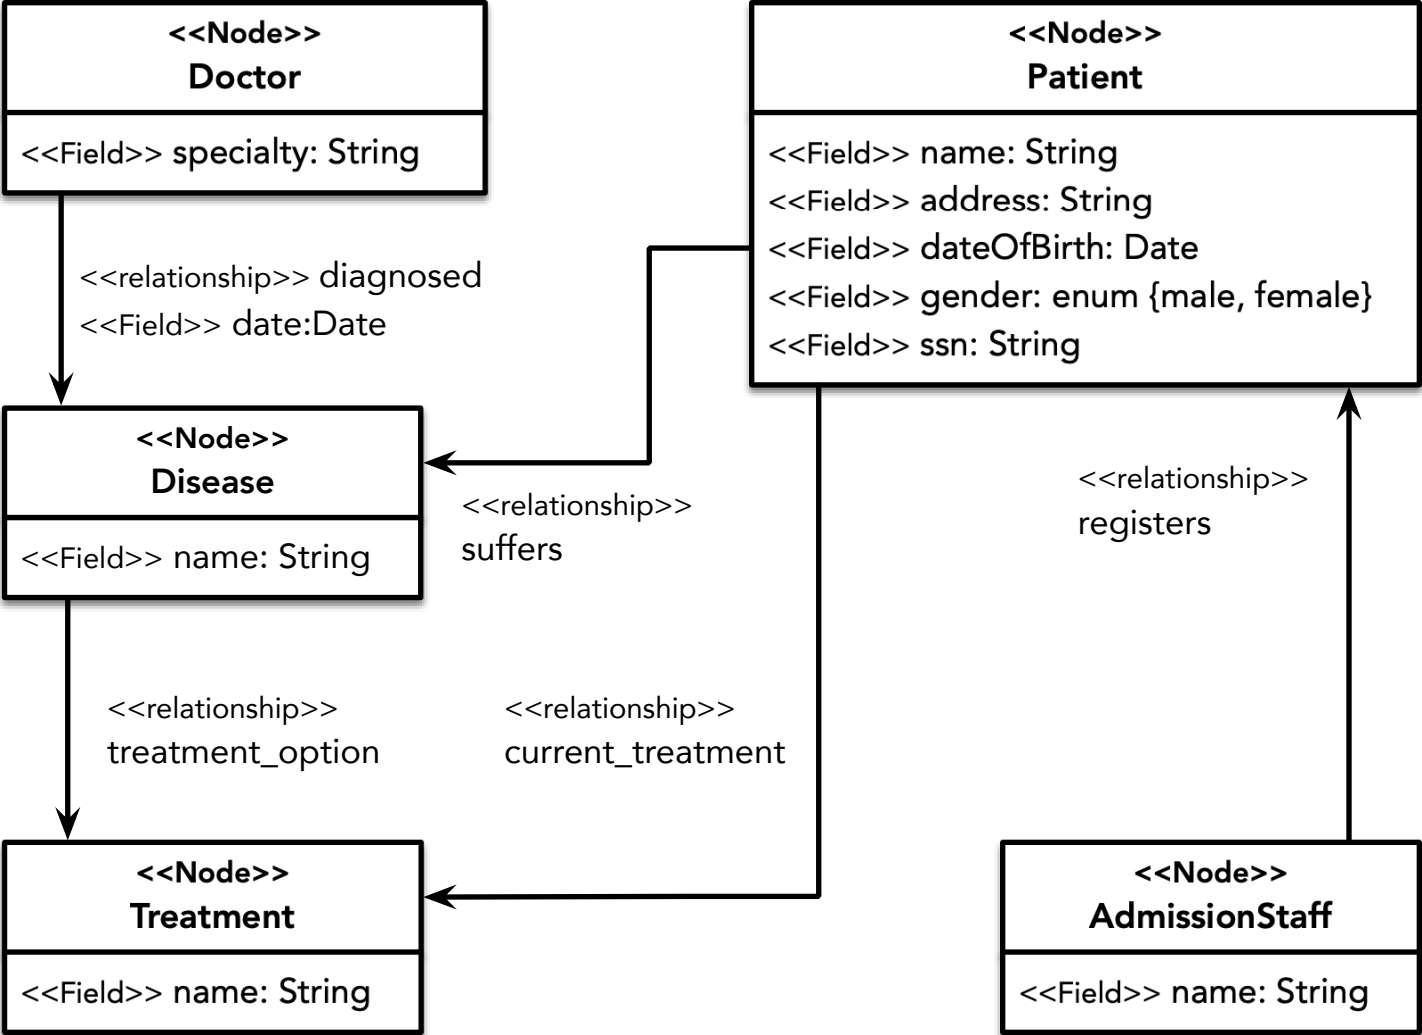 <<Node>>
Doctor
<<Field>> specialty: String
<<Node>>
Patient
<<Field>> name: String
<<Field>> address: String
<<Field>> dateOfBirth: Date
<<Field>> gender: enum {male, female}
<<Field>> ssn: String
<<relationship>> diagnosed
<<Field>> date:Date
<<Node>>
Disease
<<Field>> name: String
<<relationship>>
suffers
<<relationship>>
registers
<<relationship>>
treatment_option
<<relationship>>
current_treatment
<<Node>>
Treatment
<<Field>> name: String
<<Node>>
AdmissionStaff
<<Field>> name: String